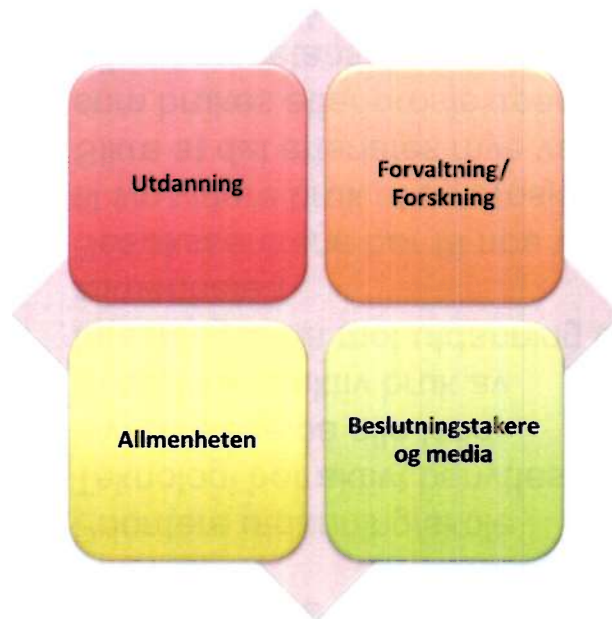 Utdanning
Forvaltning/
Forskning
Allmenheten
Beslutningstakere
og media